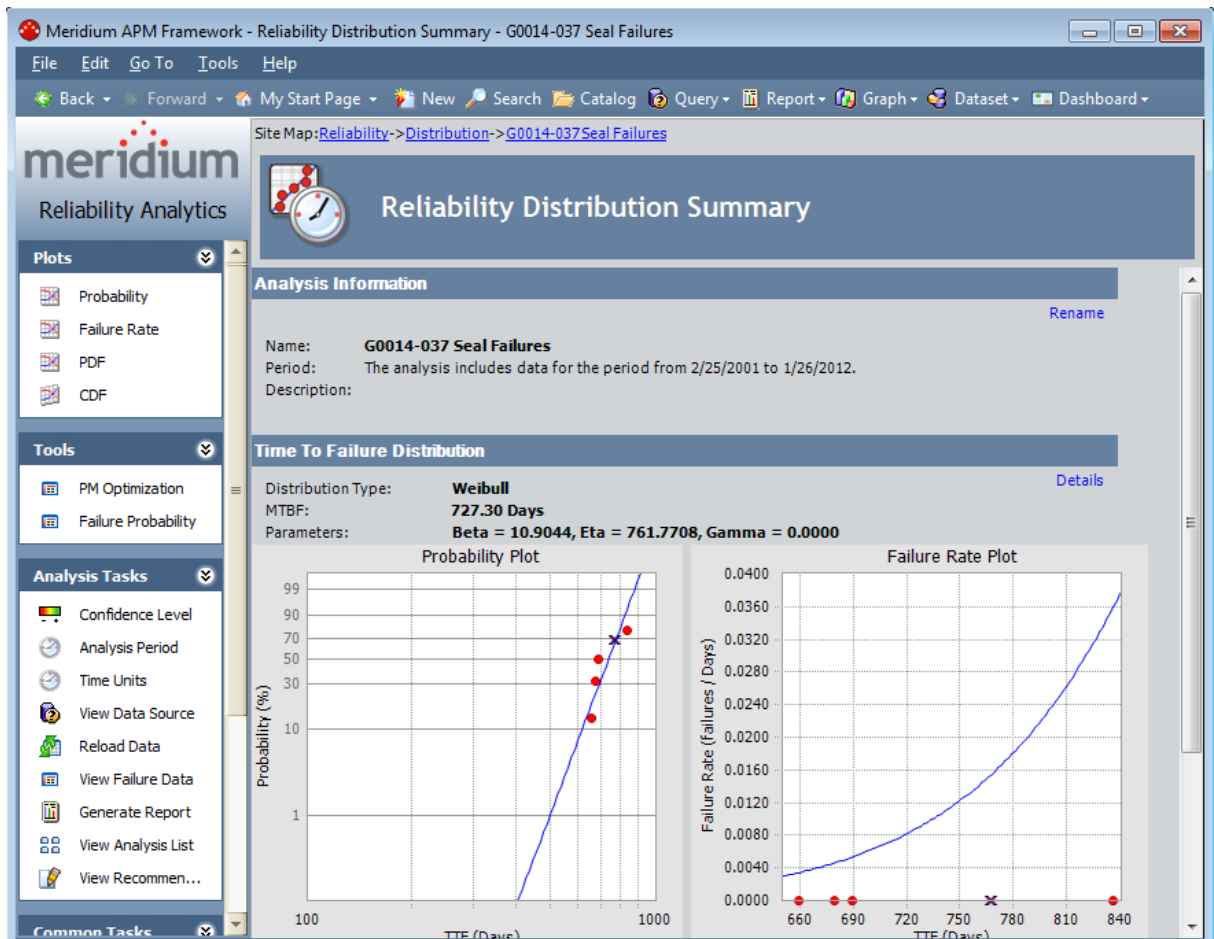 Meridium APM Framework - Reliability Distribution Summary - G0014-037 Seal Failures
File Edit Go To Tools Help
Back Forward My Start Page New Search Catalog Query Report Graph Dataset Dashboard
meridium
Reliability Analytics
Plots
Probability
Failure Rate
PDF
CDF
Tools
PM Optimization
Failure Probability
Analysis Tasks
Confidence Level
Analysis Period
Time Units
View Data Source
Reload Data
View Failure Data
Generate Report
View Analysis List
View Recommen...
Common Tasks
Site Map:Reliability->Distribution->G0014-037 Seal Failures
Reliability Distribution Summary
Analysis Information
Rename
Name: G0014-037 Seal Failures
Period: The analysis includes data for the period from 2/25/2001 to 1/26/2012.
Description:
Time To Failure Distribution
Details
Distribution Type: Weibull
MTBF: 727.30 Days
Parameters: Beta = 10.9044, Eta = 761.7708, Gamma = 0.0000
Probability Plot
Probability (%)
99
90
70
50
30
10
1
100 1000
TTF (Days)
Failure Rate Plot
Failure Rate (Failures / Days)
0.0400
0.0360
0.0320
0.0280
0.0240
0.0200
0.0160
0.0120
0.0080
0.0040
0.0000
660 690 720 750 780 810 840
TTF (Days)